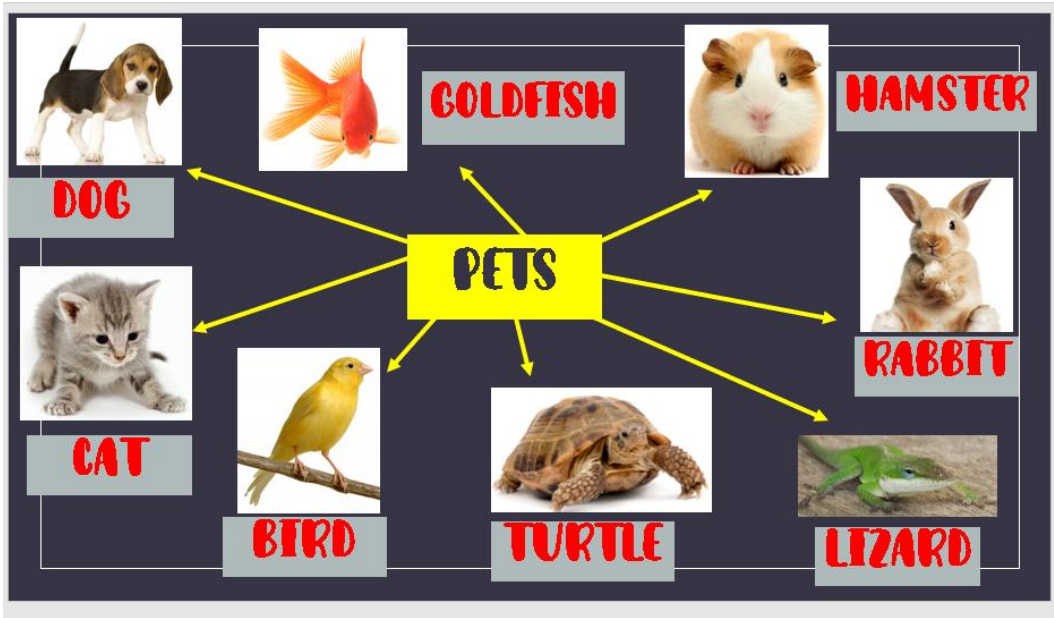 GOLDFISH
HAMSTER
DOG
PETS
RABBIT
CAT
BIRD
TURTLE
LIZARD